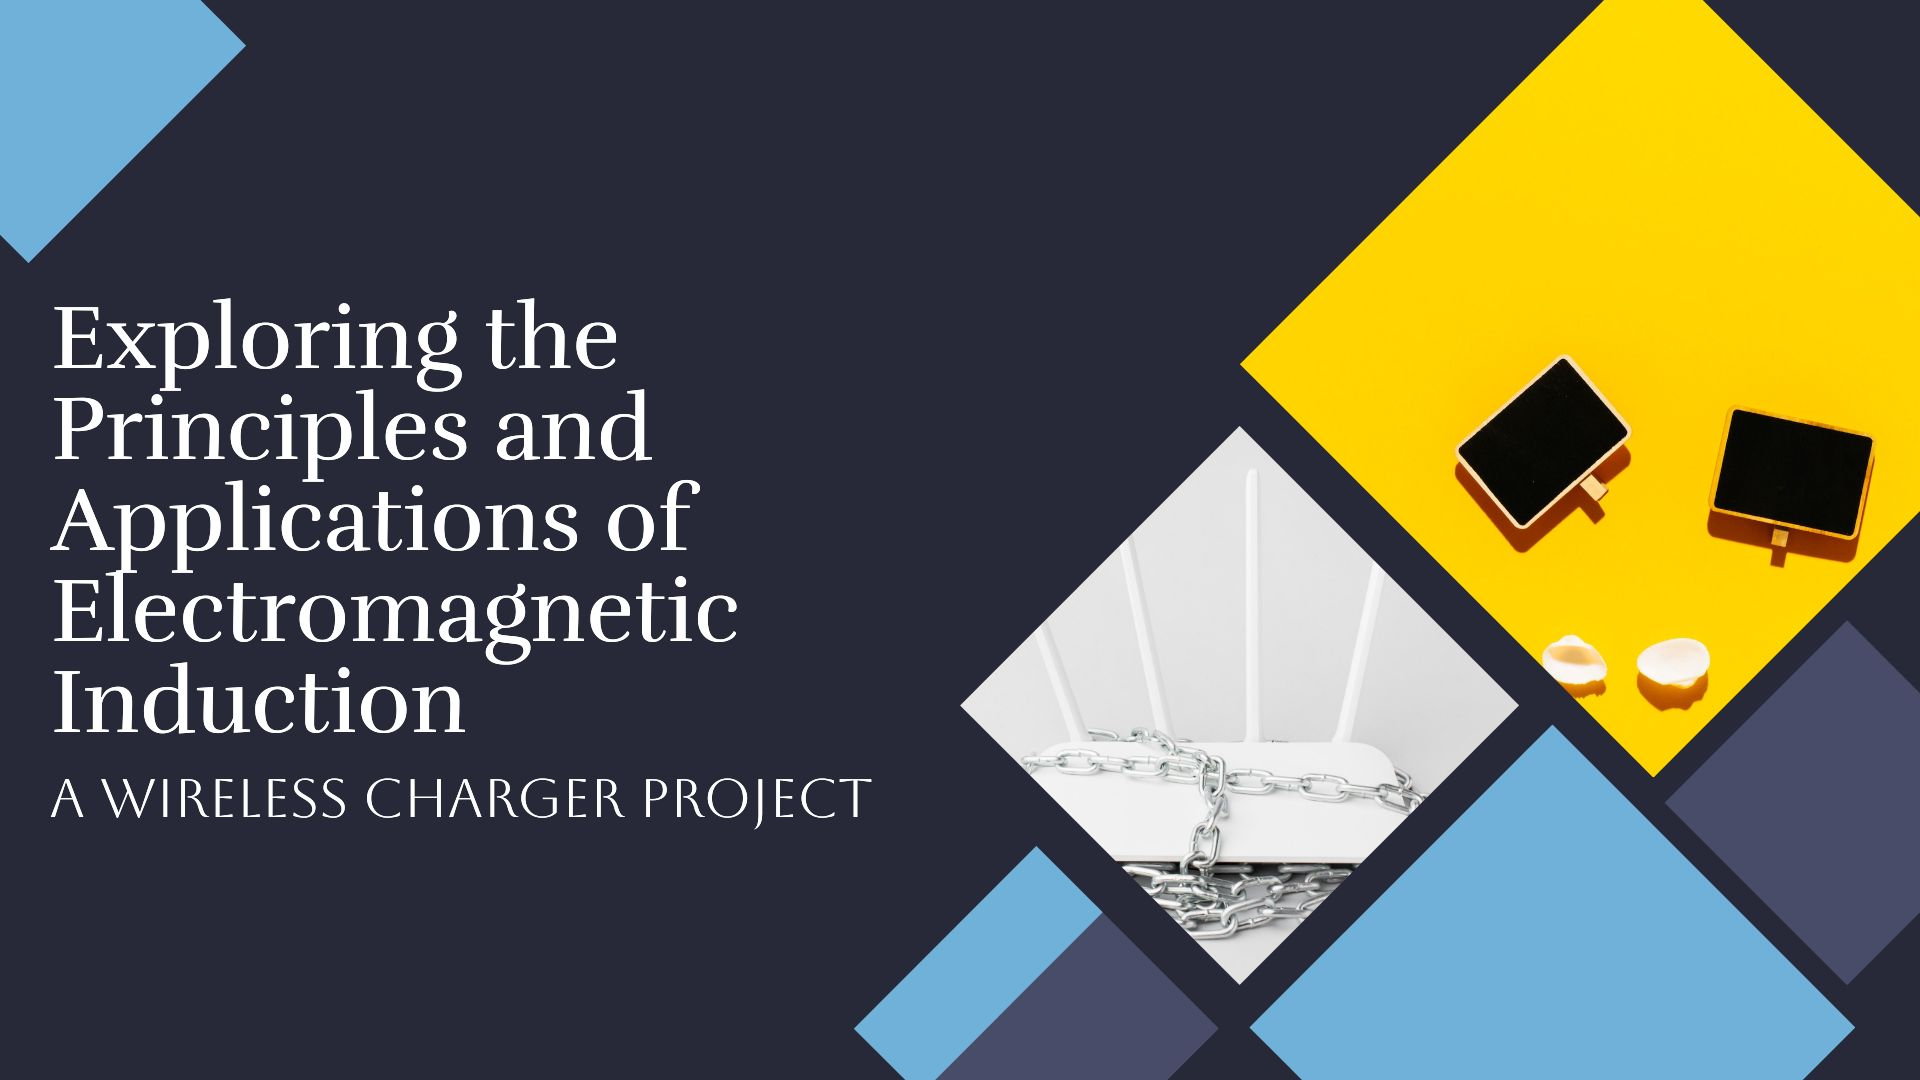 Exploring the
Principles and
Applications of
Electromagnetic
Induction
A WIRELESS CHARGER PROJECT